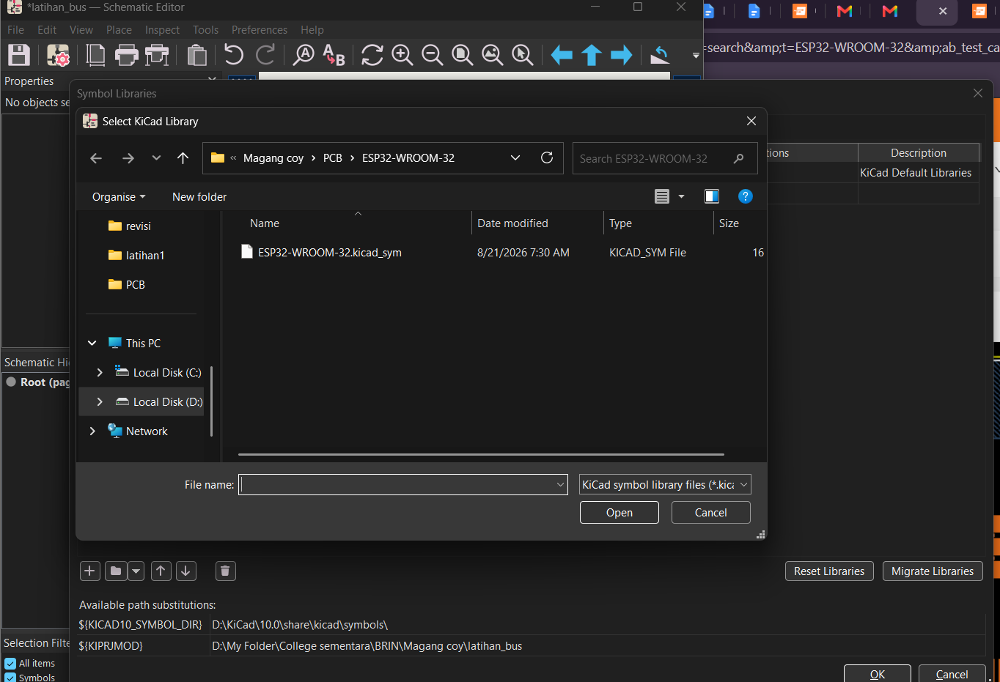 *latihan_bus — Schematic Editor
File Edit View Place Inspect Tools Preferences Help
=search&amp;t=ESP32-WROOM-32&amp;ab_test_ca
Properties
No objects se
Symbol Libraries
Select KiCad Library
« Magang coy › PCB › ESP32-WROOM-32
Search ESP32-WROOM-32
Organise
New folder
tions
Description
KiCad Default Libraries
revisi
latihan1
PCB
This PC
Local Disk (C:)
Local Disk (D:)
Network
Name
Date modified
Type
Size
ESP32-WROOM-32.kicad_sym
8/21/2026 7:30 AM
KICAD_SYM File
16
Schematic Hi
Root (pag
File name:
KiCad symbol library files (*.kica
Open
Cancel
Reset Libraries
Migrate Libraries
Available path substitutions:
${KICAD10_SYMBOL_DIR} D:\KiCad\10.0\share\kicad\symbols\
${KIPRJMOD} D:\My Folder\College sementara\BRIN\Magang coy\latihan_bus
Selection Filte
All items
Symbols
OK
Cancel